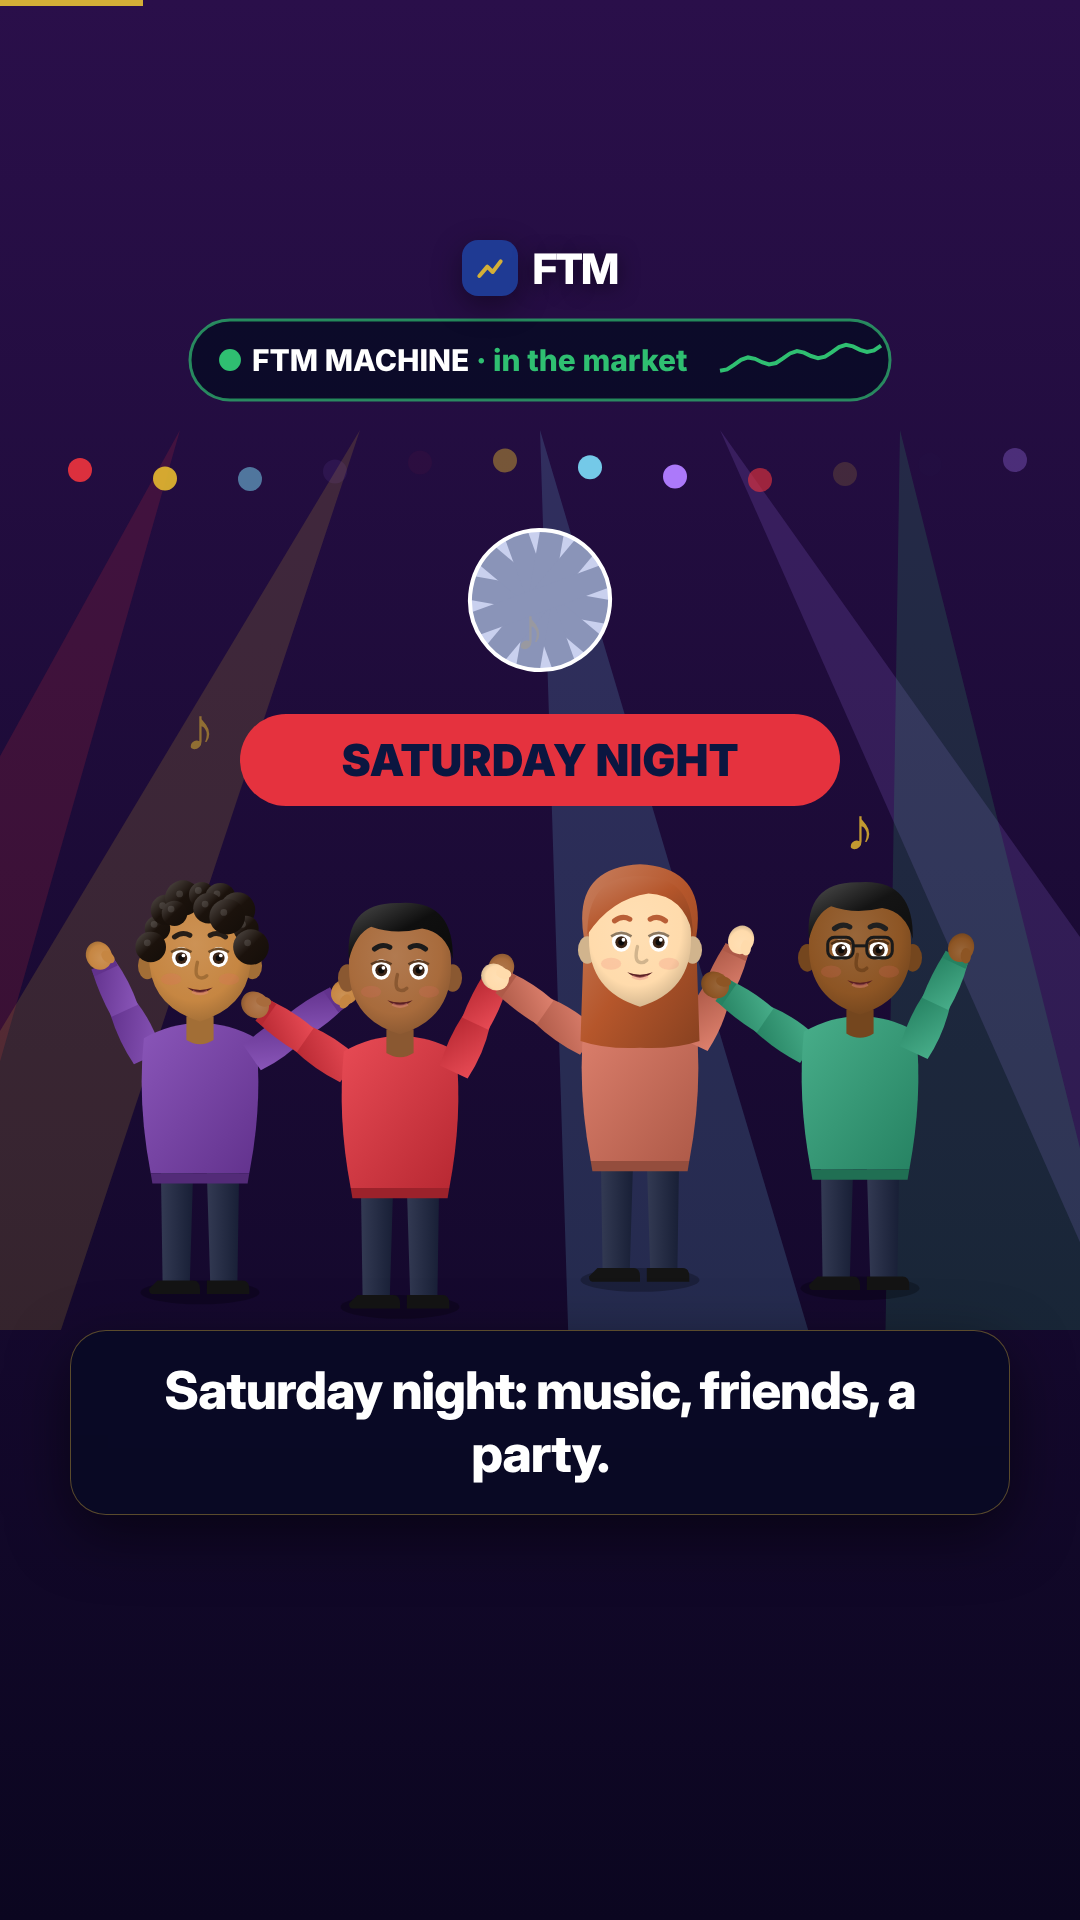 FTM
FTM MACHINE · in the market
SATURDAY NIGHT
Saturday night: music, friends, a
party.